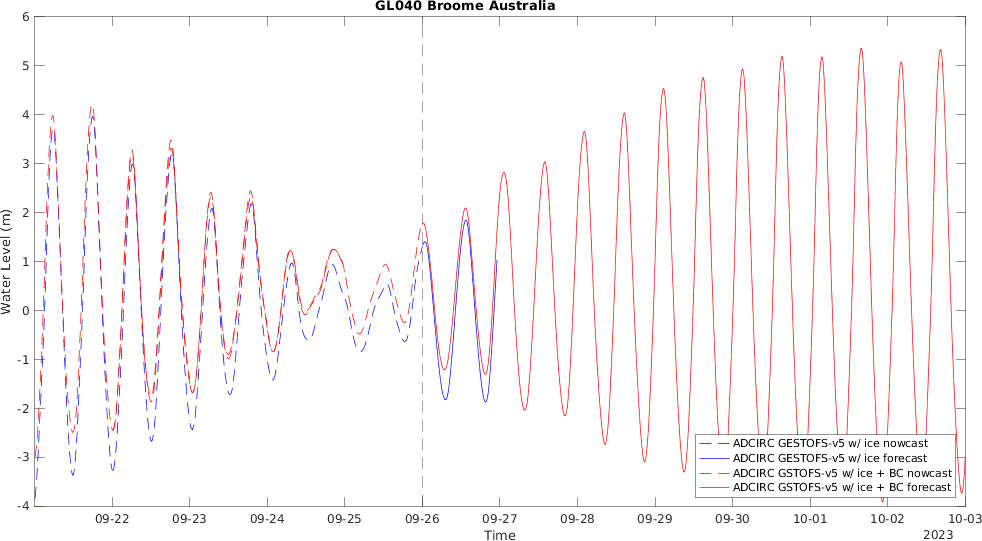 GL040 Broome Australia
6
5
4
3
2
1
0
-1
-2
-3
-4
Water Level (m)
ADCIRC GESTOFS-v5 w/ ice nowcast
ADCIRC GESTOFS-v5 w/ ice forecast
ADCIRC GSTOFS-v5 w/ ice + BC nowcast
ADCIRC GSTOFS-v5 w/ ice + BC forecast
09-22 09-23 09-24 09-25 09-26 09-27 09-28 09-29 09-30 10-01 10-02 10-03
Time
2023